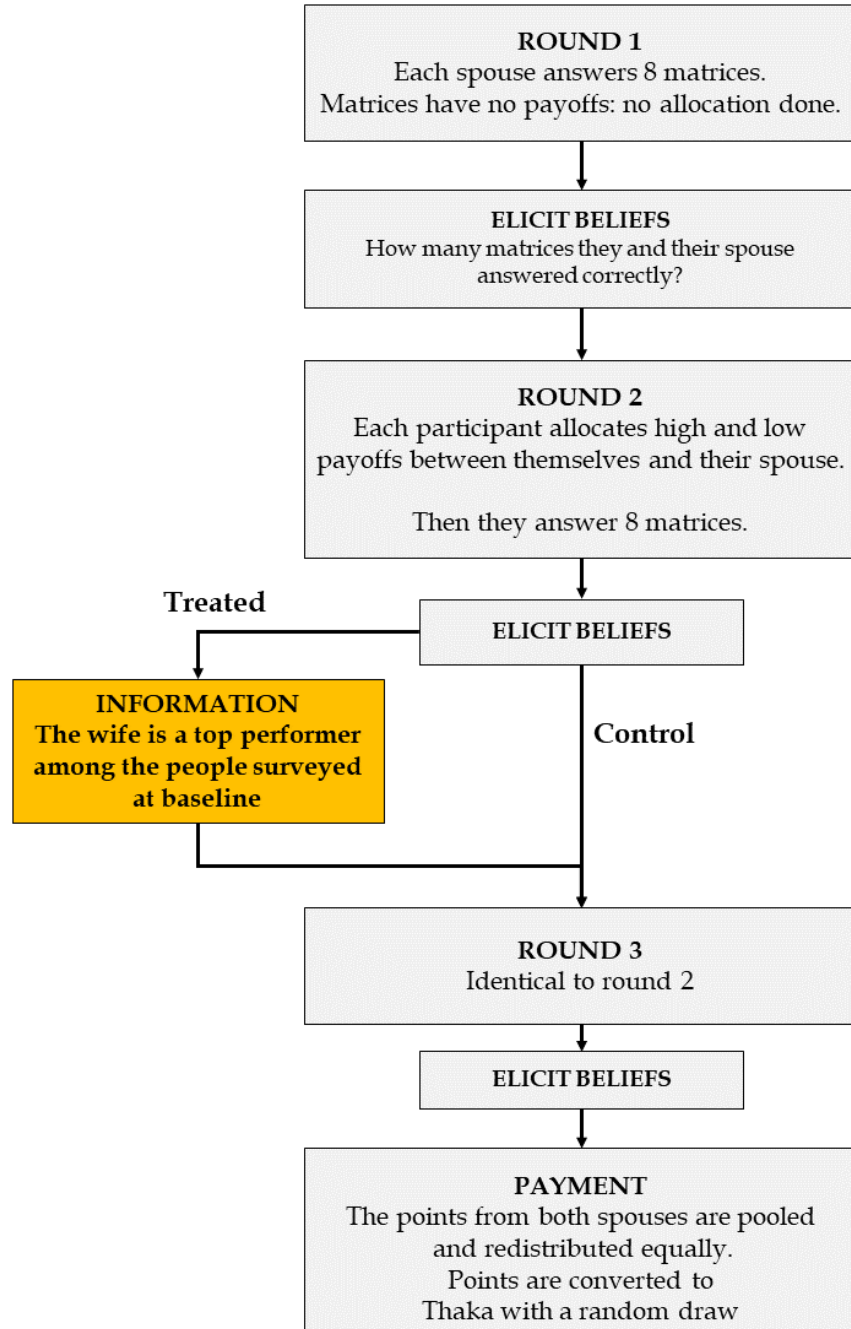 ROUND 1
Each spouse answers 8 matrices.
Matrices have no payoffs: no allocation done.
ELICIT BELIEFS
How many matrices they and their spouse
answered correctly?
ROUND 2
Each participant allocates high and low
payoffs between themselves and their spouse.
Then they answer 8 matrices.
Treated
ELICIT BELIEFS
INFORMATION
The wife is a top performer
among the people surveyed
at baseline
Control
ROUND 3
Identical to round 2
ELICIT BELIEFS
PAYMENT
The points from both spouses are pooled
and redistributed equally.
Points are converted to
Thaka with a random draw